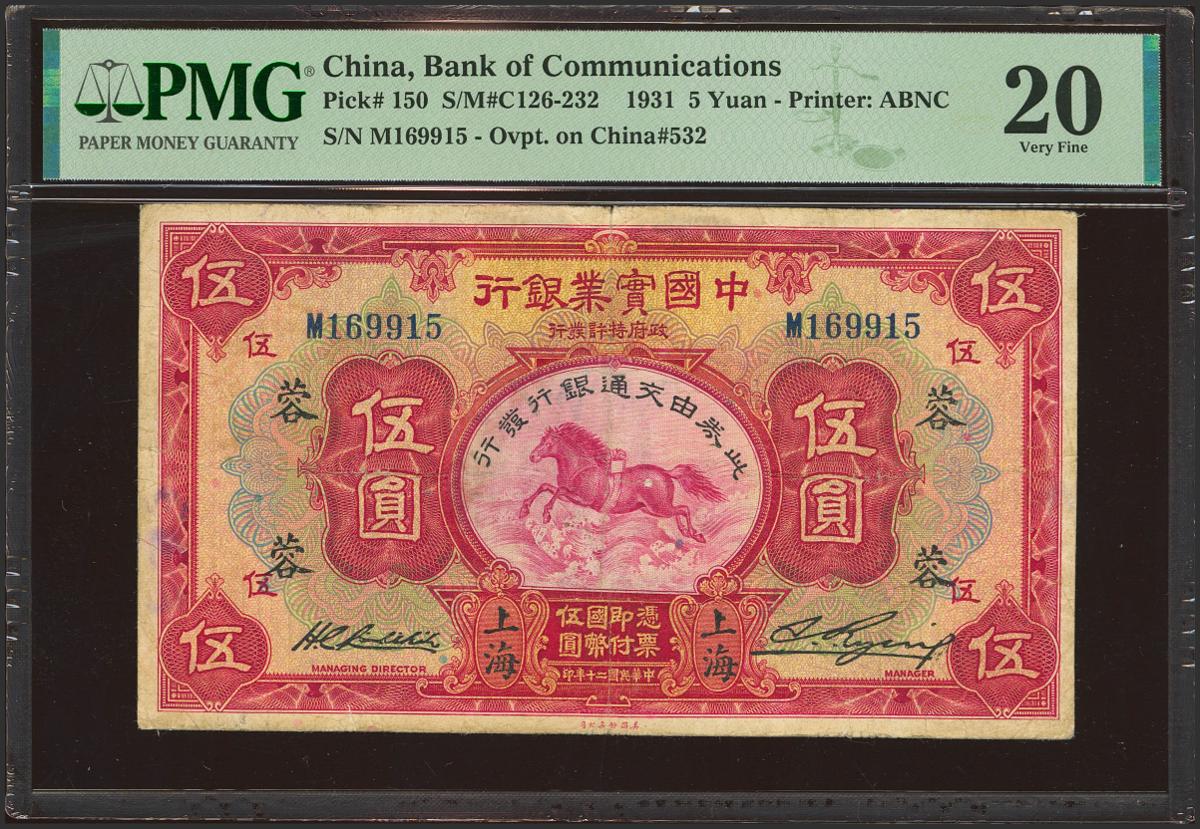 PMG®
PAPER MONEY GUARANTY
China, Bank of Communications
Pick# 150 S/M#C126-232 1931 5 Yuan - Printer: ABNC
S/N M169915 - Ovpt. on China#532
20
Very Fine
伍
伍
行銀業實國中
行發許特府政
M169915
M169915
伍
伍
蓉
蓉
行發行銀通交由券此
伍圓
伍圓
蓉
蓉
伍
伍
上海
憑票即付國幣伍圓
上海
印年十二國民華中
MANAGING DIRECTOR
MANAGER
伍
伍